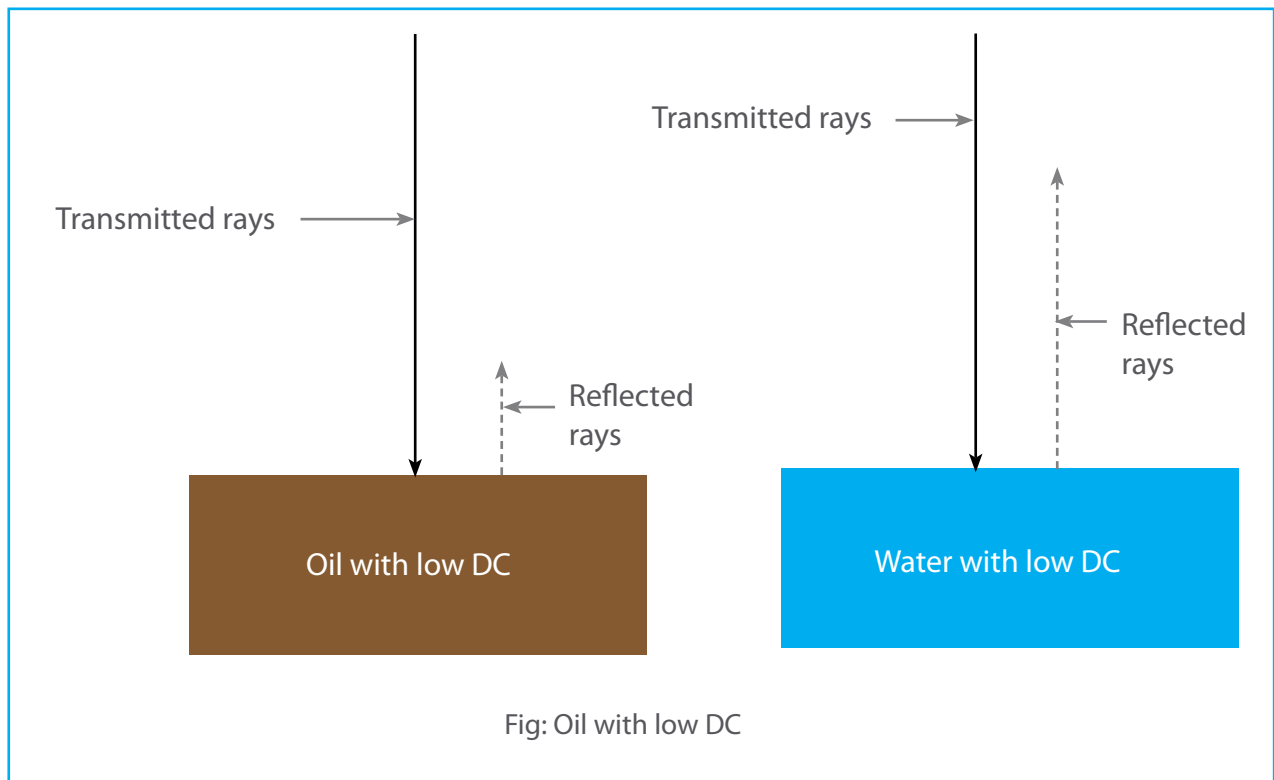 Transmitted rays
Transmitted rays
Reflected
rays
Reflected
rays
Oil with low DC
Water with low DC
Fig: Oil with low DC